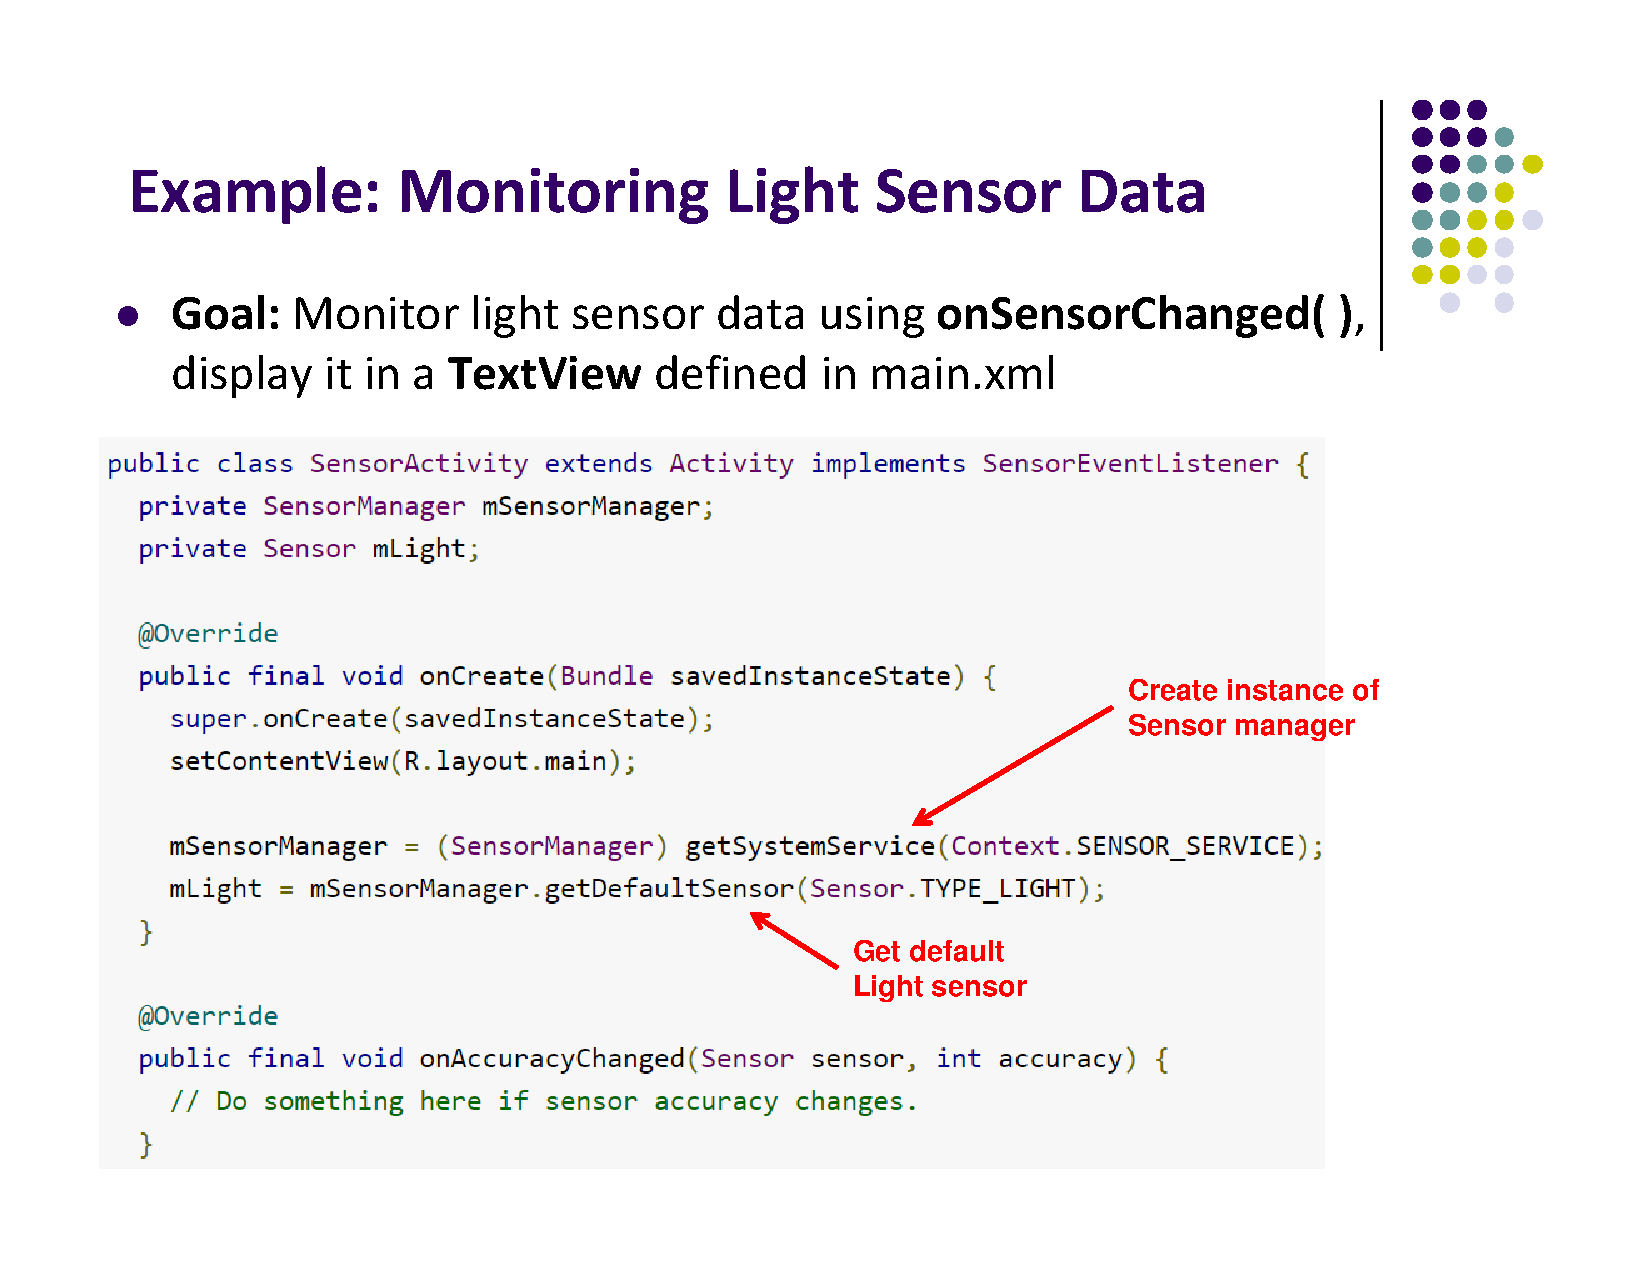 Example: Monitoring Light Sensor Data
Goal: Monitor light sensor data using onSensorChanged( ),
display it in a TextView defined in main.xml
public class SensorActivity extends Activity implements SensorEventListener {
private SensorManager mSensorManager;
private Sensor mLight;
@Override
public final void onCreate(Bundle savedInstanceState) {
super.onCreate(savedInstanceState);
setContentView(R.layout.main);
Create instance of
Sensor manager
mSensorManager = (SensorManager) getSystemService(Context.SENSOR_SERVICE);
mLight = mSensorManager.getDefaultSensor(Sensor.TYPE_LIGHT);
}
Get default
Light sensor
@Override
public final void onAccuracyChanged(Sensor sensor, int accuracy) {
// Do something here if sensor accuracy changes.
}